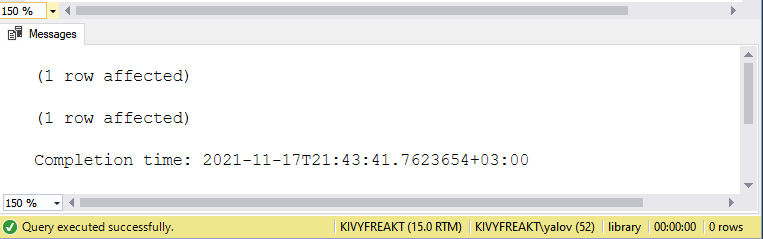 150 %
Messages
(1 row affected)
(1 row affected)
Completion time: 2021-11-17T21:43:41.7623654+03:00
150 %
Query executed successfully. KIVYFREAKT (15.0 RTM) KIVYFREAKT\yalov (52) library 00:00:00 0 rows